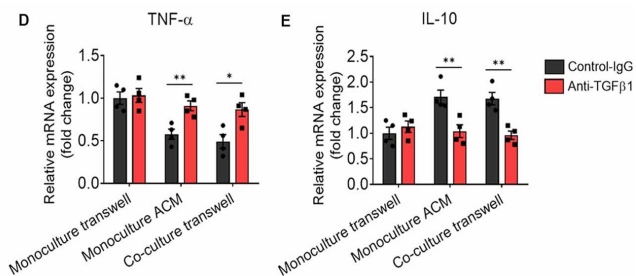 D
TNF-α
Relative mRNA expression
(fold change)
1.5
1.0
0.5
0.0
**
*
Monoculture transwell
Monoculture ACM
Co-culture transwell
E
IL-10
Relative mRNA expression
(fold change)
2.5
2.0
1.5
1.0
0.5
0.0
**
**
Monoculture transwell
Monoculture ACM
Co-culture transwell
Control-IgG
Anti-TGFβ1